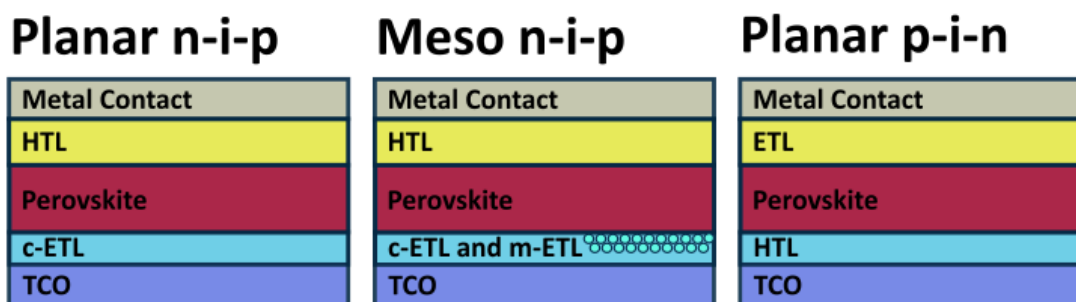 Planar n-i-p
Metal Contact
HTL
Perovskite
c-ETL
TCO
Meso n-i-p
Metal Contact
HTL
Perovskite
c-ETL and m-ETL
TCO
Planar p-i-n
Metal Contact
ETL
Perovskite
HTL
TCO